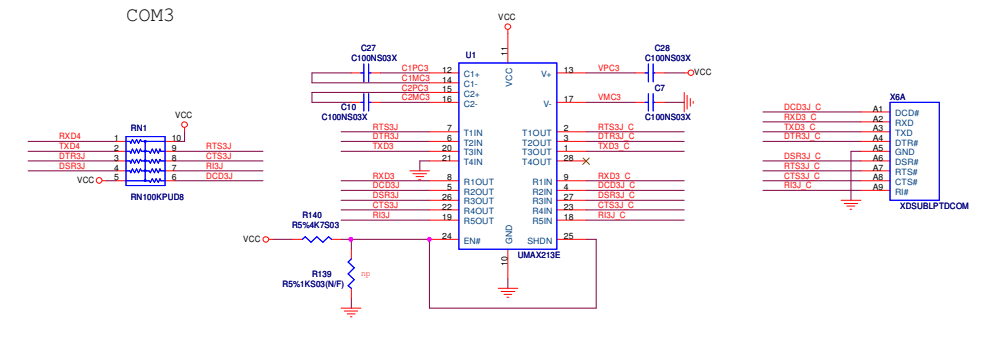 COM3
VCC
RN1
RXD4 1 10
TXD4 2 9 RTS3J
DTR3J 3 8 CTS3J
DSR3J 4 7 RI3J
VCC 5 6 DCD3J
RN100KPUD8
VCC
11
U1
VCC
C27
C100NS03X
C1PC3 12 C1+
C1MC3 14 C1-
C2PC3 15 C2+
C2MC3 16 C2-
C10
C100NS03X
RTS3J 7 T1IN
DTR3J 6 T2IN
TXD3 20 T3IN
21 T4IN
RXD3 8 R1OUT
DCD3J 5 R2OUT
DSR3J 26 R3OUT
CTS3J 22 R4OUT
RI3J 19 R5OUT
24 EN#
R140
R5%4K7S03
VCC
R139
R5%1KS03(N/F)
np
V+ 13 VPC3
C28
C100NS03X
VCC
V- 17 VMC3
C7
C100NS03X
T1OUT 2 RTS3J_C
T2OUT 3 DTR3J_C
T3OUT 1 TXD3_C
T4OUT 28
R1IN 9 RXD3_C
R2IN 4 DCD3J_C
R3IN 27 DSR3J_C
R4IN 23 CTS3J_C
R5IN 18 RI3J_C
SHDN 25
GND
10
UMAX213E
X6A
DCD3J_C A1 DCD#
RXD3_C A2 RXD
TXD3_C A3 TXD
DTR3J_C A4 DTR#
A5 GND
DSR3J_C A6 DSR#
RTS3J_C A7 RTS#
CTS3J_C A8 CTS#
RI3J_C A9 RI#
XDSUBLPTDCOM